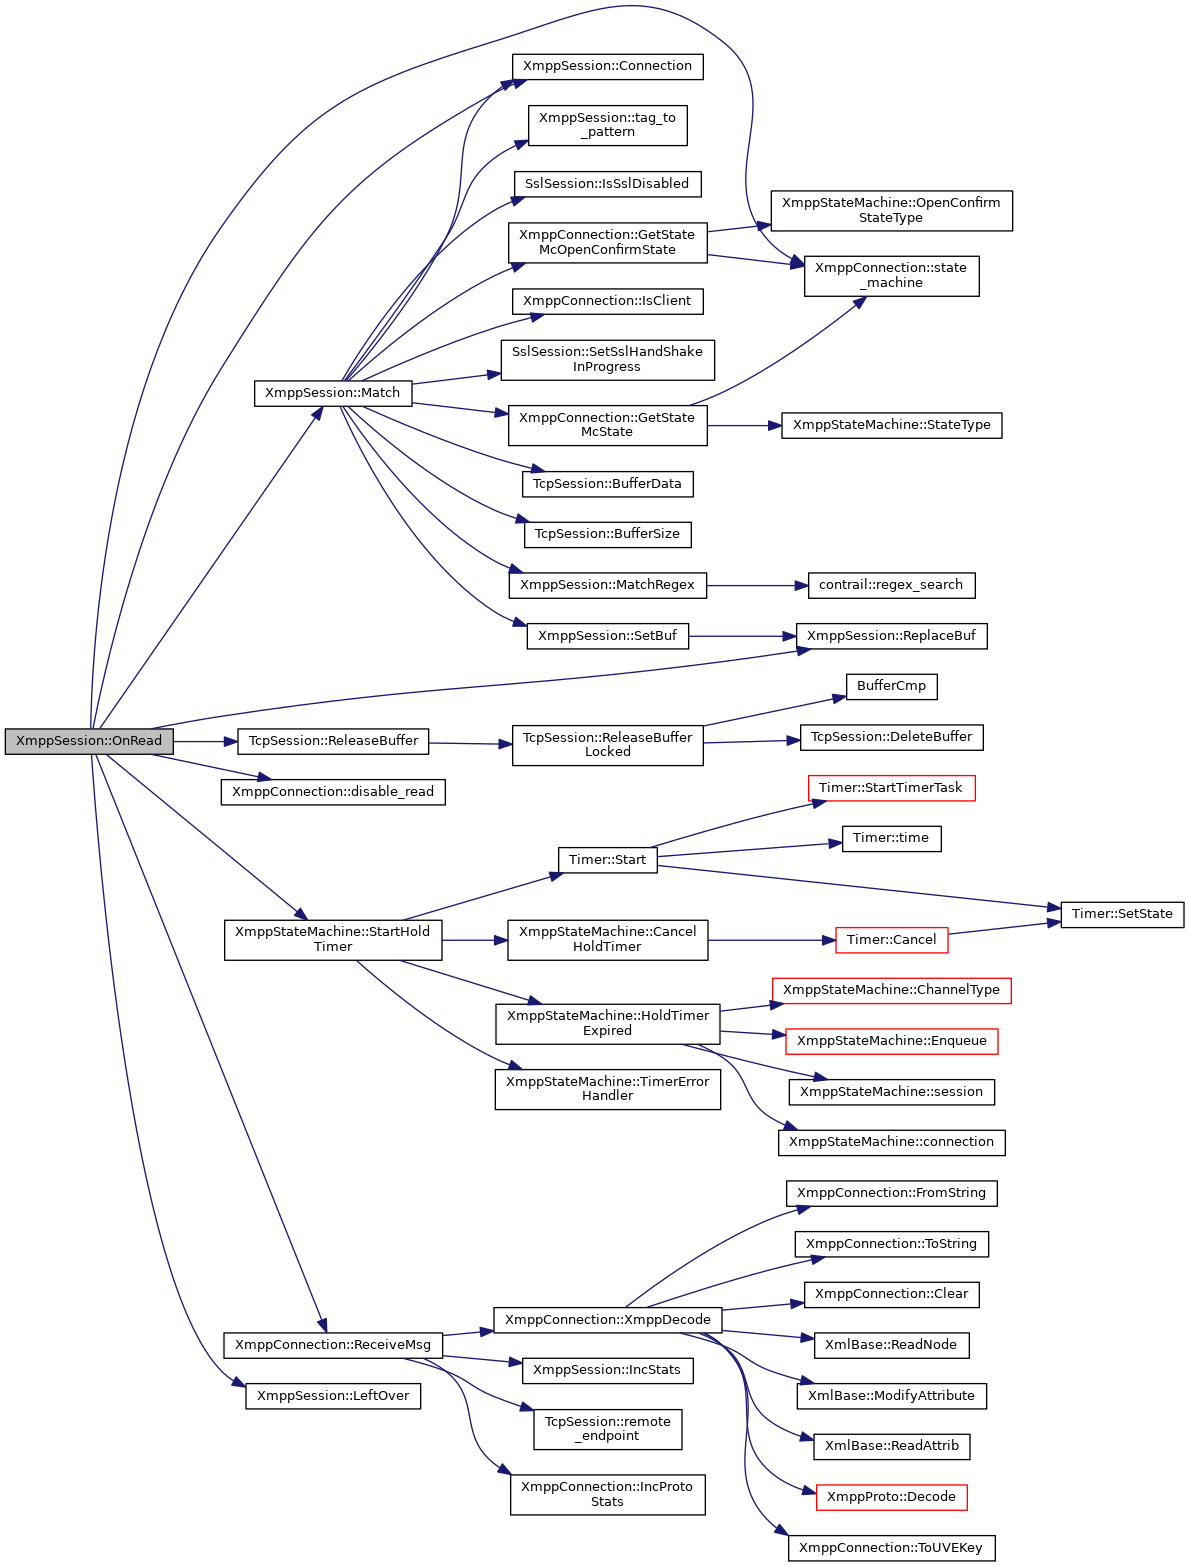 XmppSession::Connection
XmppSession::tag_to
_pattern
SslSession::IsSslDisabled
XmppStateMachine::OpenConfirm
StateType
XmppConnection::GetState
McOpenConfirmState
XmppConnection::state
_machine
XmppConnection::IsClient
SslSession::SetSslHandShake
InProgress
XmppSession::Match
XmppConnection::GetState
McState
XmppStateMachine::StateType
TcpSession::BufferData
TcpSession::BufferSize
XmppSession::MatchRegex
contrail::regex_search
XmppSession::SetBuf
XmppSession::ReplaceBuf
BufferCmp
XmppSession::OnRead
TcpSession::ReleaseBuffer
TcpSession::ReleaseBuffer
Locked
TcpSession::DeleteBuffer
XmppConnection::disable_read
Timer::StartTimerTask
Timer::time
Timer::Start
Timer::SetState
XmppStateMachine::StartHold
Timer
XmppStateMachine::Cancel
HoldTimer
Timer::Cancel
XmppStateMachine::ChannelType
XmppStateMachine::HoldTimer
Expired
XmppStateMachine::Enqueue
XmppStateMachine::TimerError
Handler
XmppStateMachine::session
XmppStateMachine::connection
XmppConnection::FromString
XmppConnection::ToString
XmppConnection::Clear
XmppConnection::XmppDecode
XmppConnection::ReceiveMsg
XmlBase::ReadNode
XmppSession::IncStats
XmppSession::LeftOver
XmlBase::ModifyAttribute
TcpSession::remote
_endpoint
XmlBase::ReadAttrib
XmppConnection::IncProto
Stats
XmppProto::Decode
XmppConnection::ToUVEKey